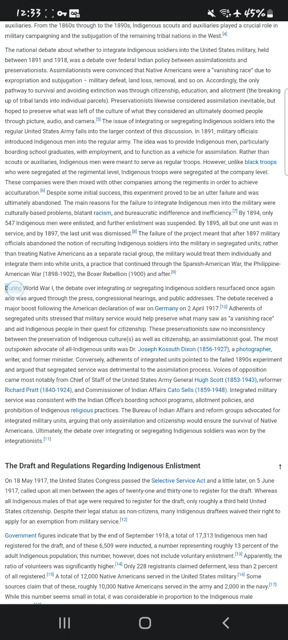 12:33
45%
auxiliaries. From the 1860s through to the 1890s, Indigenous scouts and auxiliaries played a crucial role in
military campaigning and the subjugation of the remaining tribal nations in the West.[4]
The national debate about whether to integrate Indigenous soldiers into the United States military, held
between 1891 and 1918, was a debate over federal Indian policy between assimilationists and
preservationists. Assimilationists were convinced that Native Americans were a "vanishing race" due to
expropriation and subjugation – military defeat, land loss, removal, and so on. Accordingly, the only
pathway to survival and avoiding extinction was through citizenship, education, and allotment (the breaking
up of tribal lands into individual parcels). Preservationists likewise considered assimilation inevitable, but
hoped to preserve what was left of the culture of what they considered an ultimately doomed people
through picture, audio, and camera.[5] The issue of integrating or segregating Indigenous soldiers into the
regular United States Army falls into the larger context of this discussion. In 1891, military officials
introduced Indigenous men into the regular army. The idea was to provide Indigenous men, particularly
boarding school graduates, with employment, and to function as a vehicle for assimilation. Rather than
scouts or auxiliaries, Indigenous men were meant to serve as regular troops. However, unlike black troops
who were segregated at the regimental level, Indigenous troops were segregated at the company level.
These companies were then mixed with other companies among the regiments in order to achieve
acculturation.[6] Despite some initial success, this experiment proved to be an utter failure and was
ultimately abandoned. The main reasons for the failure to integrate Indigenous men into the military were
culturally biased problems, blatant racism, and bureaucratic indifference and inefficiency.[7] By 1894, only
547 Indigenous men were enlisted, and further enlistment was suspended. By 1895, all but one unit was in
service, and by 1897, the last unit was dismissed.[8] The failure of the project meant that after 1897 military
officials abandoned the notion of recruiting Indigenous soldiers into the military in segregated units; rather
than treating Native Americans as a separate racial group, the military would treat them individually and
integrate them into white units, a practice that continued through the Spanish-American War, the Philippine-
American War (1898-1902), the Boxer Rebellion (1900) and after.[9]
During World War I, the debate over integrating or segregating Indigenous soldiers resurfaced once again
and was argued through the press, congressional hearings, and public addresses. The debate received a
major boost following the American declaration of war on Germany on 2 April 1917.[10] Adherents of
segregated units stressed that military service would help preserve what many saw as "a vanishing race"
and aid Indigenous people in their quest for citizenship. These preservationists saw no inconsistency
between the preservation of Indigenous culture(s) as well as citizenship, an assimilationist goal. The most
outspoken advocate of all-Indigenous units was Dr. Joseph Kossuth Dixon (1856-1927), a photographer,
writer, and former minister. Conversely, adherents of integrated units pointed to the failed 1890s experiment
and argued that segregated service was detrimental to the assimilation process. Voices of opposition
came most notably from Chief of Staff of the United States Army General Hugh Scott (1853-1943), reformer
Richard Pratt (1840-1924), and Commissioner of Indian Affairs Cato Sells (1859-1948). Integrated military
service was consistent with the Indian Office's boarding school programs, allotment policies, and
prohibition of Indigenous religious practices. The Bureau of Indian Affairs and reform groups advocated for
integrated military units, arguing that only assimilation and citizenship would ensure the survival of Native
Americans. Ultimately, the debate over integrating or segregating Indigenous soldiers was won by the
integrationists.[11]
The Draft and Regulations Regarding Indigenous Enlistment
↑
On 18 May 1917, the United States Congress passed the Selective Service Act and a little later, on 5 June
1917, called upon all men between the ages of twenty-one and thirty-one to register for the draft. Whereas
all Indigenous males of that age were required to register for the draft, only roughly a third held United
States citizenship. Despite their legal status as non-citizens, many Indigenous draftees waived their right to
apply for an exemption from military service.[12]
Government figures indicate that by the end of September 1918, a total of 17,313 Indigenous men had
registered for the draft, and of these 6,509 were inducted, a number representing roughly 13 percent of the
adult Indigenous population; this number, however, does not include voluntary enlistment.[13] Apparently, the
ratio of volunteers was significantly higher.[14] Only 228 registrants claimed deferment, less than 2 percent
of all registered.[15] A total of 12,000 Native Americans served in the United States military.[16] Some
sources claim that of these, roughly 10,000 Native Americans served in the army and 2,000 in the navy.[17]
While this number seems small in total, it was considerable in proportion to the Indigenous male